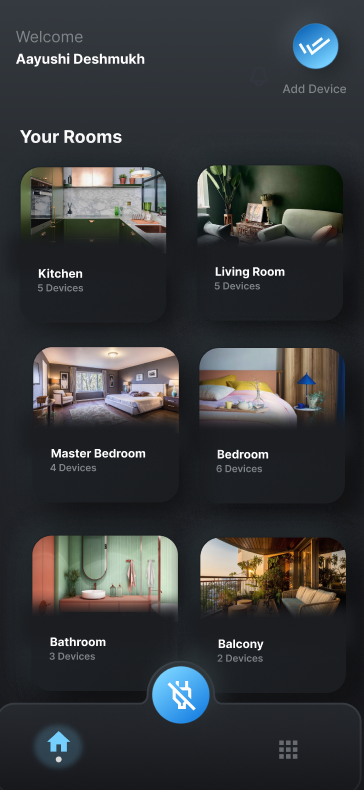 Welcome
Aayushi Deshmukh
Add Device
Your Rooms
Kitchen
5 Devices
Living Room
5 Devices
Master Bedroom
4 Devices
Bedroom
6 Devices
Bathroom
3 Devices
Balcony
2 Devices